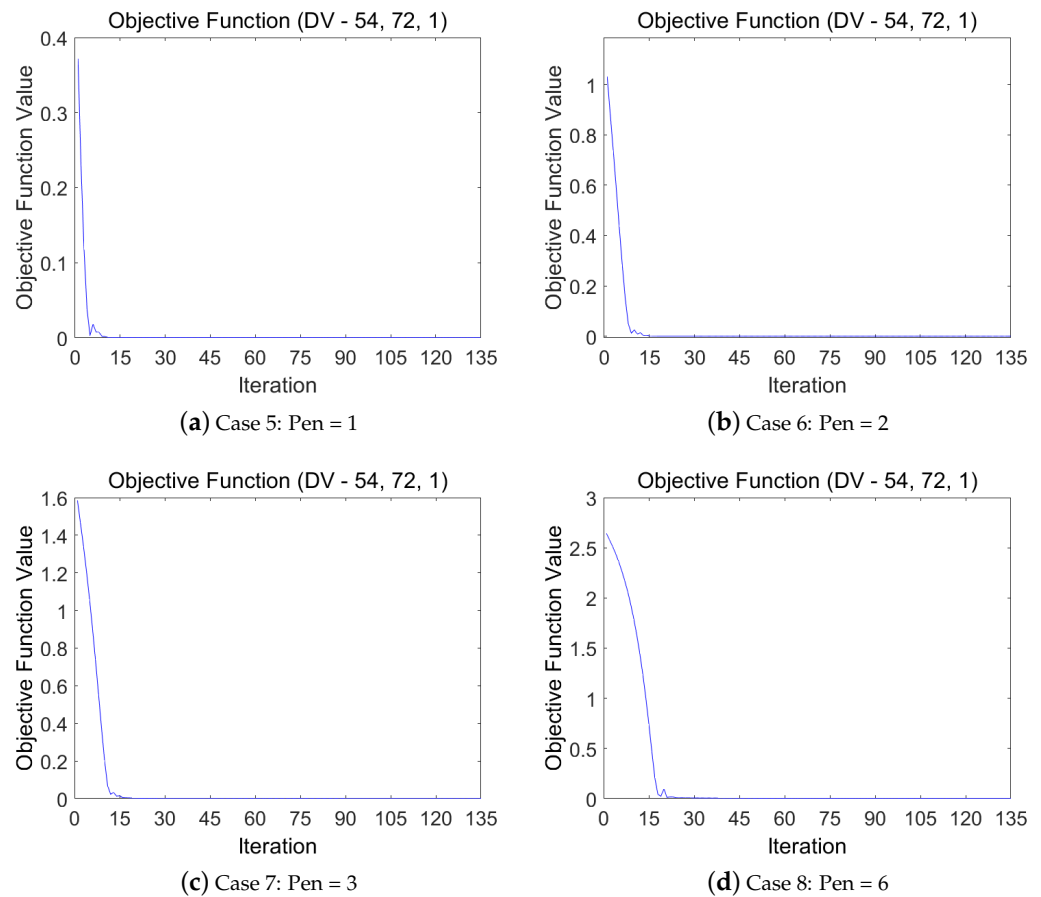 Objective Function (DV - 54, 72, 1)
Objective Function Value
0.4
0.3
0.2
0.1
0
0 15 30 45 60 75 90 105 120 135
Iteration
(a) Case 5: Pen = 1
Objective Function (DV - 54, 72, 1)
Objective Function Value
1
0.8
0.6
0.4
0.2
0
0 15 30 45 60 75 90 105 120 135
Iteration
(b) Case 6: Pen = 2
Objective Function (DV - 54, 72, 1)
Objective Function Value
1.6
1.4
1.2
1
0.8
0.6
0.4
0.2
0
0 15 30 45 60 75 90 105 120 135
Iteration
(c) Case 7: Pen = 3
Objective Function (DV - 54, 72, 1)
Objective Function Value
3
2.5
2
1.5
1
0.5
0
0 15 30 45 60 75 90 105 120 135
Iteration
(d) Case 8: Pen = 6